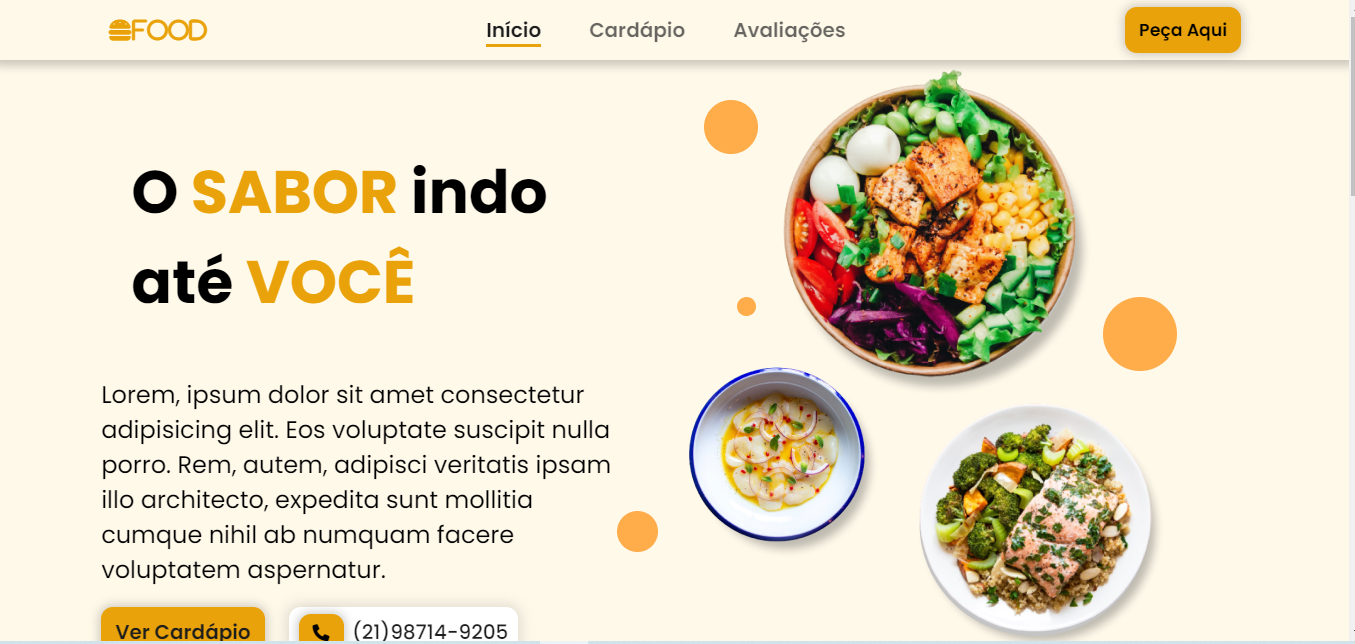 FOOD
Início
Cardápio
Avaliações
Peça Aqui
O SABOR indo
até VOCÊ
Lorem, ipsum dolor sit amet consectetur
adipisicing elit. Eos voluptate suscipit nulla
porro. Rem, autem, adipisci veritatis ipsam
illo architecto, expedita sunt mollitia
cumque nihil ab numquam facere
voluptatem aspernatur.
Ver Cardápio
(21)98714-9205